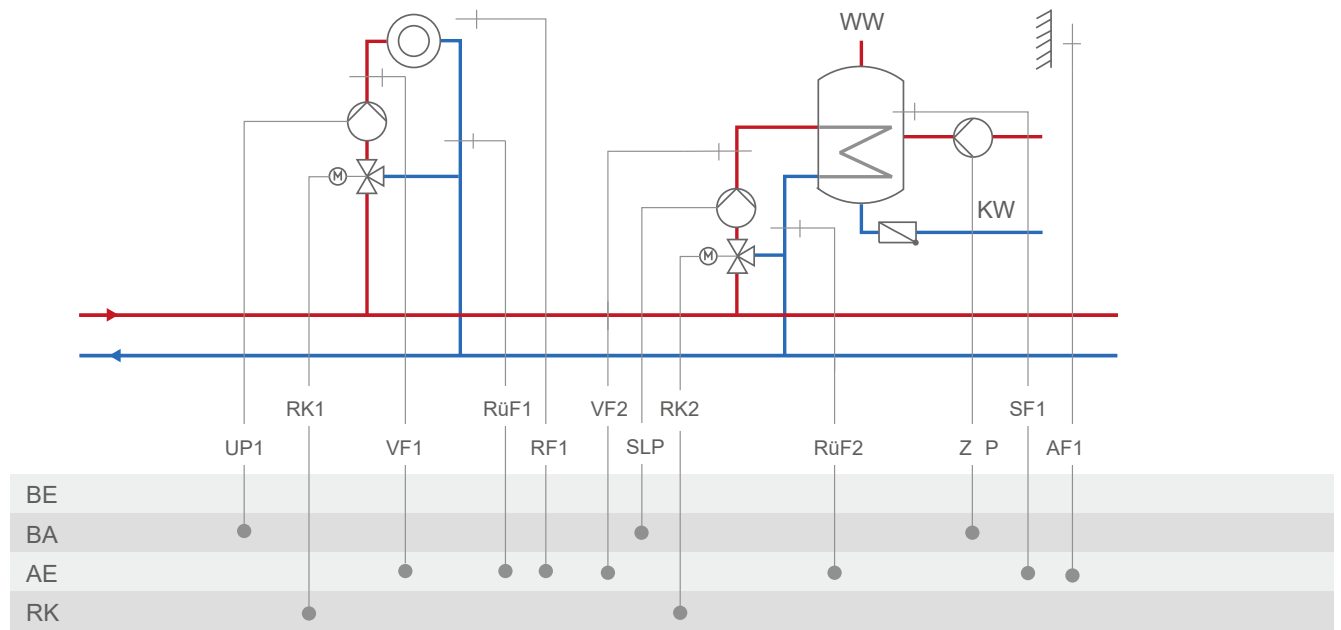 WW
M
KW
M
RK1 RüF1 VF2 RK2 SF1
UP1 VF1 RF1 SLP RüF2 Z P AF1
BE
BA
AE
RK